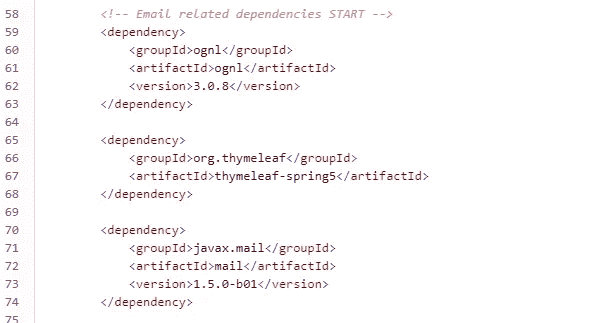 58 <!-- Email related dependencies START -->
59 <dependency>
60 <groupId>ognl</groupId>
61 <artifactId>ognl</artifactId>
62 <version>3.0.8</version>
63 </dependency>
64
65 <dependency>
66 <groupId>org.thymeleaf</groupId>
67 <artifactId>thymeleaf-spring5</artifactId>
68 </dependency>
69
70 <dependency>
71 <groupId>javax.mail</groupId>
72 <artifactId>mail</artifactId>
73 <version>1.5.0-b01</version>
74 </dependency>
75